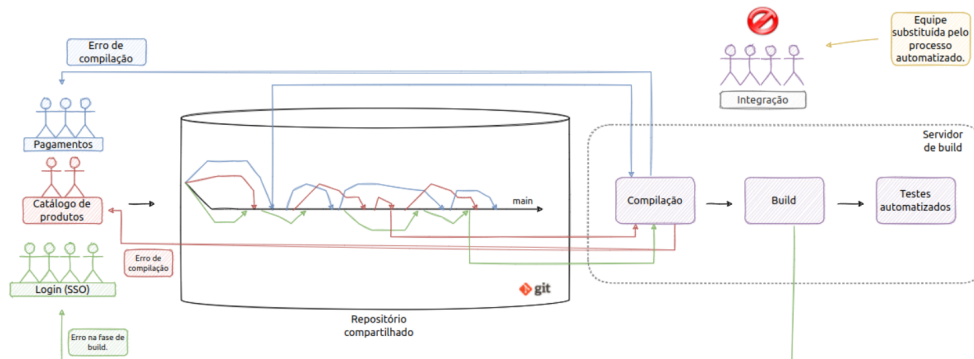 Erro de
compilação
Equipe
substituída pelo
processo
automatizado.
Integração
Pagamentos
Servidor
de build
Catálogo de
produtos
main
Compilação
Build
Testes
automatizados
Erro de
compilação
Login (SSO)
git
Repositório
compartilhado
Erro na fase de
build.